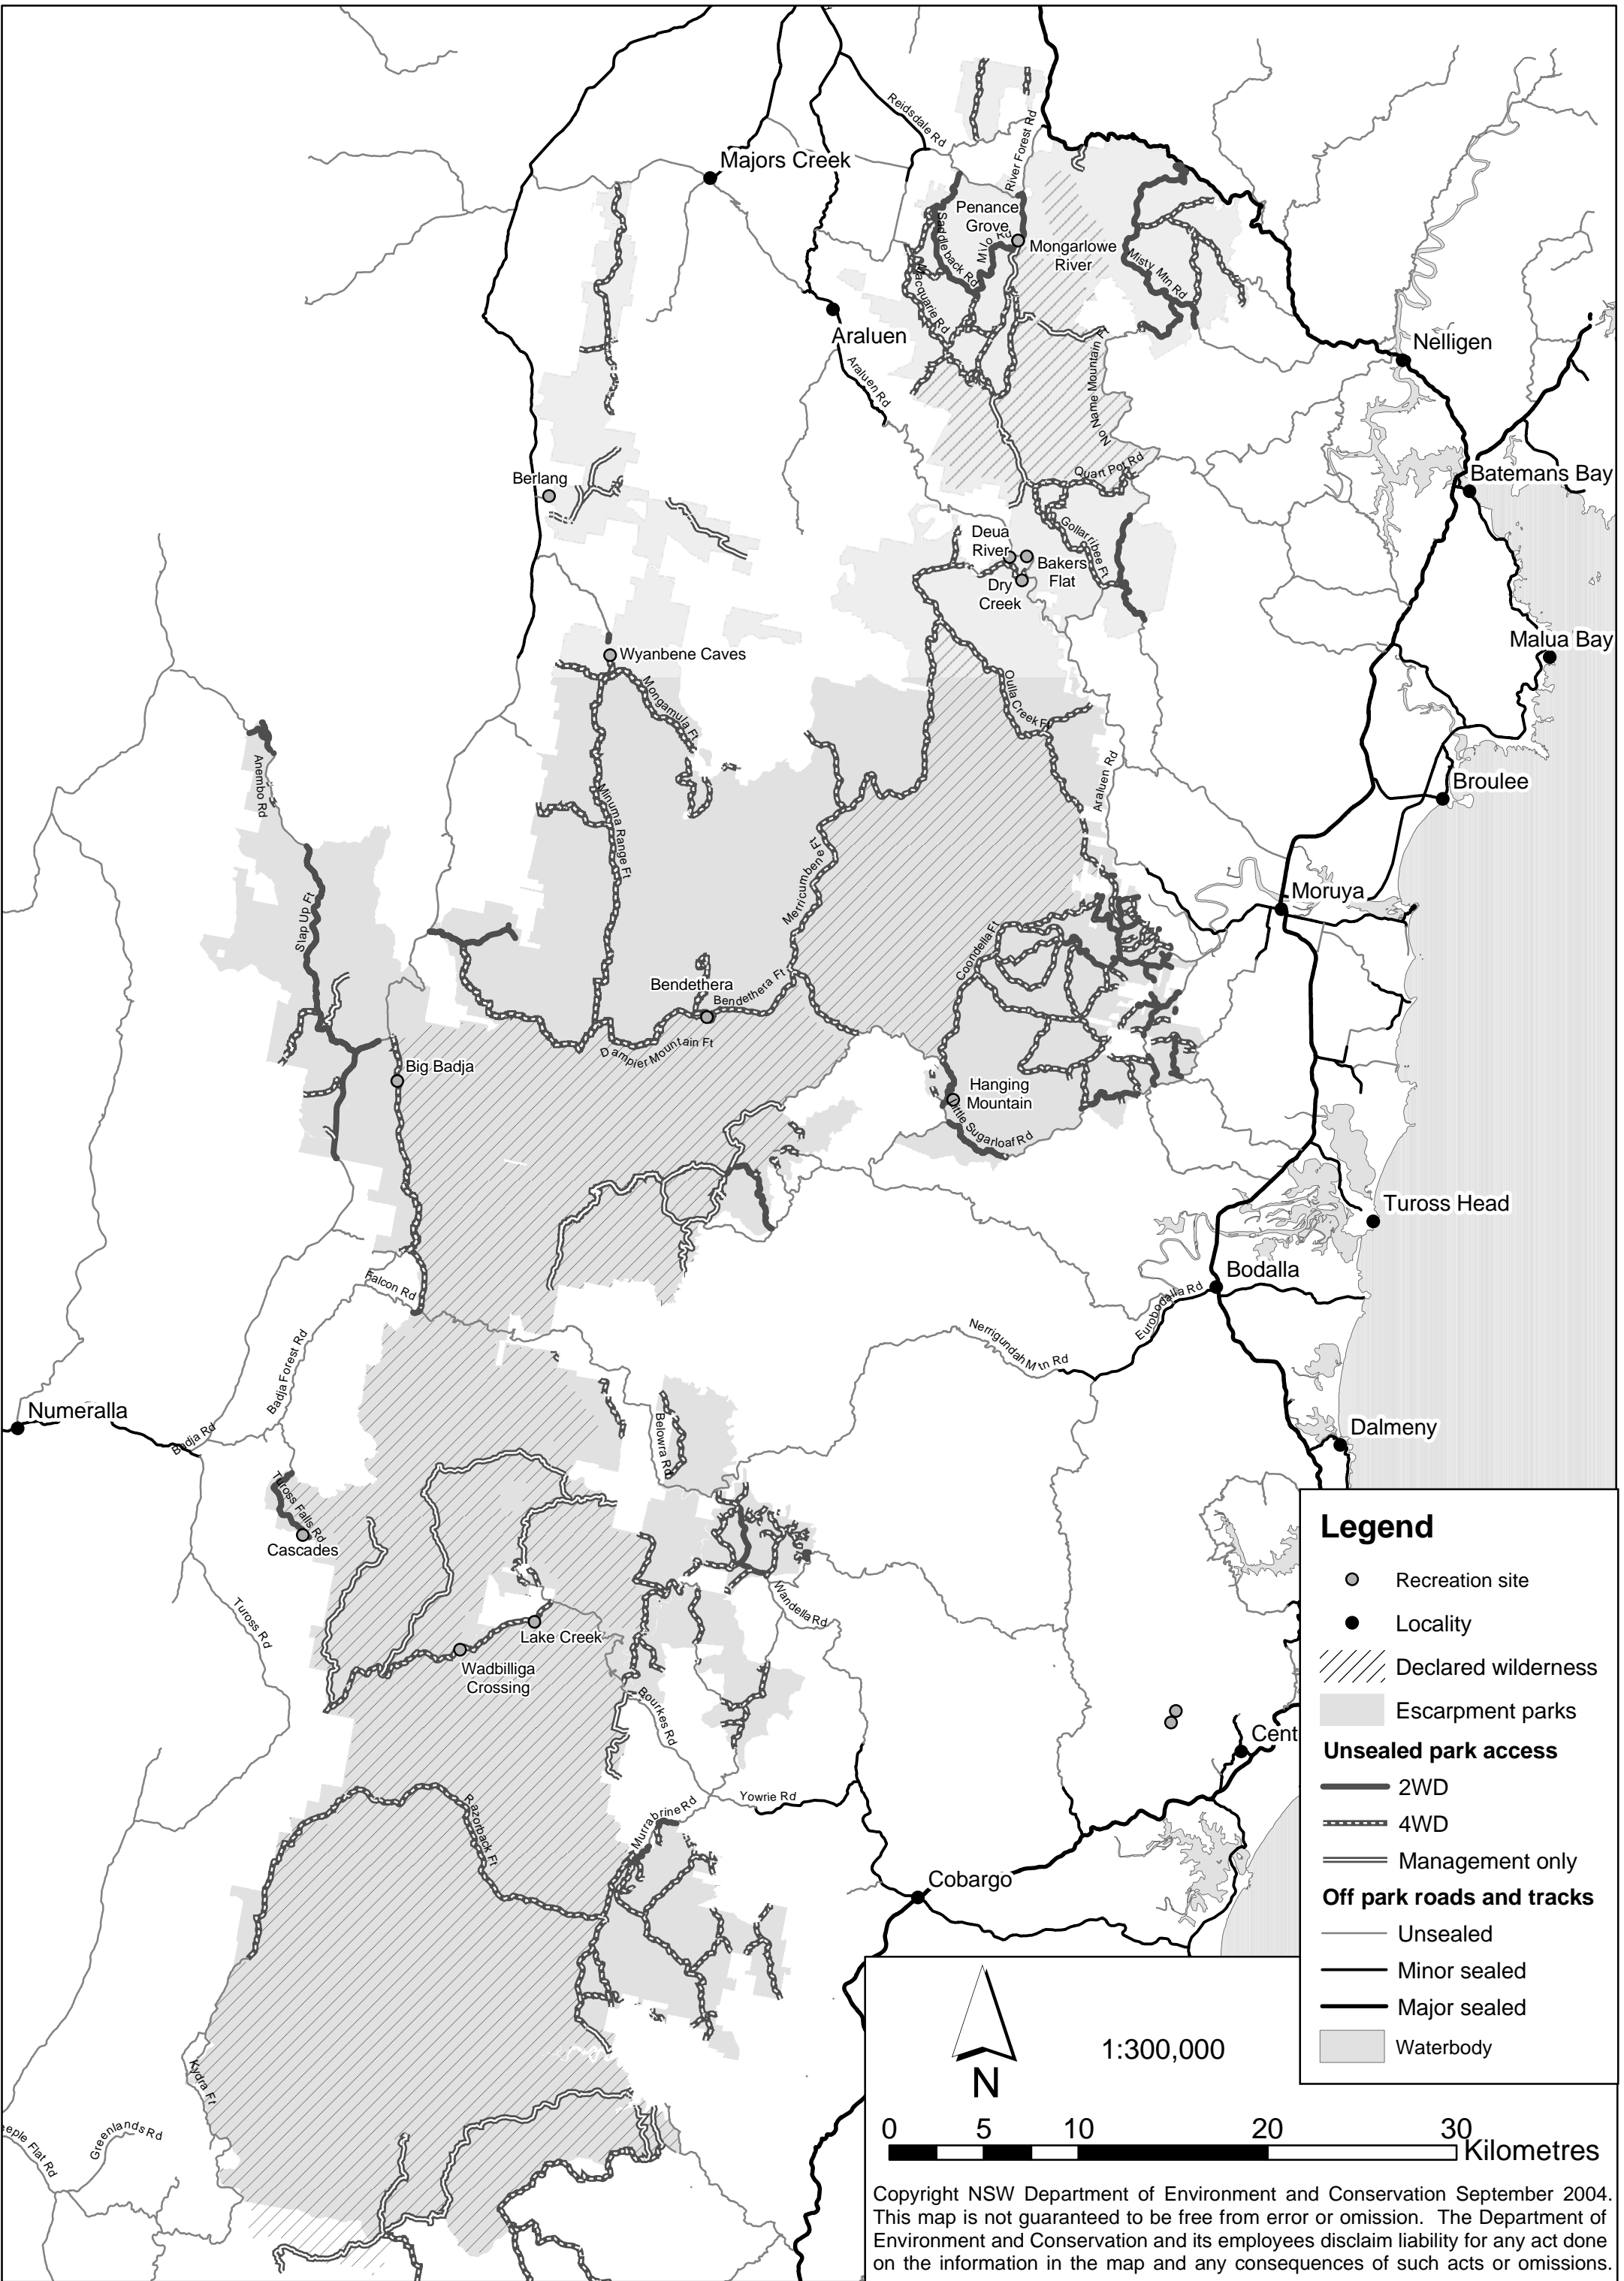 Reidsdale Rd
River Forest Rd
Majors Creek
Penance
Grove
Mongarlowe
River
Saddleback Rd
Misty Mtn Rd
Macquarie Rd
Araluen
Araluen Rd
Nelligen
No Name Mountain
Quart Pot Rd
Batemans Bay
Berlang
Deua
River
Bakers
Flat
Dry
Creek
Gollarribee Ft
Malua Bay
Wyanbene Caves
Mongamula Ft
Oulla Creek Ft
Anembo Rd
Araluen Rd
Broulee
Minuma Range Ft
Merricumbene Ft
Slap Up Ft
Moruya
Coondella Ft
Bendethera
Bendethera Ft
Dampier Mountain Ft
Big Badja
Hanging
Mountain
Little Sugarloaf Rd
Tuross Head
Falcon Rd
Bodalla
Eurobodalla Rd
Nerrigundah Mtn Rd
Badja Forest Rd
Numeralla
Badja Rd
Belowra Rd
Dalmeny
Tuross Falls Rd
Cascades
Tuross Rd
Wandella Rd
Lake Creek
Wadbilliga
Crossing
Bourkes Rd
Cent
Yowrie Rd
Murrabrine Rd
Razorback Ft
Cobargo
Kydra Ft
Greenlands Rd
eple Flat Rd
Legend
Recreation site
Locality
Declared wilderness
Escarpment parks
Unsealed park access
2WD
4WD
Management only
Off park roads and tracks
Unsealed
Minor sealed
Major sealed
Waterbody
N
1:300,000
0 5 10 20 30
Kilometres
Copyright NSW Department of Environment and Conservation September 2004.
This map is not guaranteed to be free from error or omission. The Department of
Environment and Conservation and its employees disclaim liability for any act done
on the information in the map and any consequences of such acts or omissions.